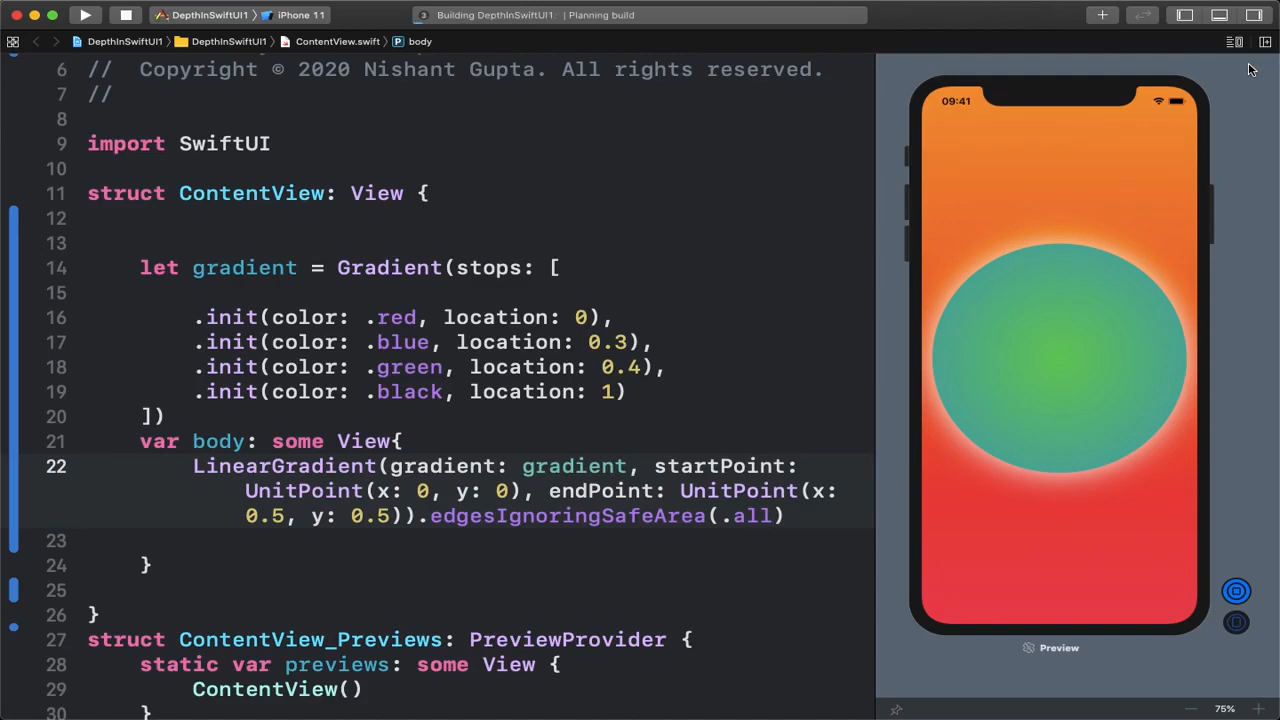 DepthInSwiftUI1 > iPhone 11
3 Building DepthInSwiftUI1: | Planning build
DepthInSwiftUI1 > DepthInSwiftUI1 > ContentView.swift > P body
6 // Copyright © 2020 Nishant Gupta. All rights reserved.
7 //
8
9 import SwiftUI
10
11 struct ContentView: View {
12
13
14 let gradient = Gradient(stops: [
15
16 .init(color: .red, location: 0),
17 .init(color: .blue, location: 0.3),
18 .init(color: .green, location: 0.4),
19 .init(color: .black, location: 1)
20 ])
21 var body: some View{
22 LinearGradient(gradient: gradient, startPoint:
UnitPoint(x: 0, y: 0), endPoint: UnitPoint(x:
0.5, y: 0.5)).edgesIgnoringSafeArea(.all)
23
24 }
25
26 }
27 struct ContentView_Previews: PreviewProvider {
28 static var previews: some View {
29 ContentView()
30 }
09:41
Preview
75%